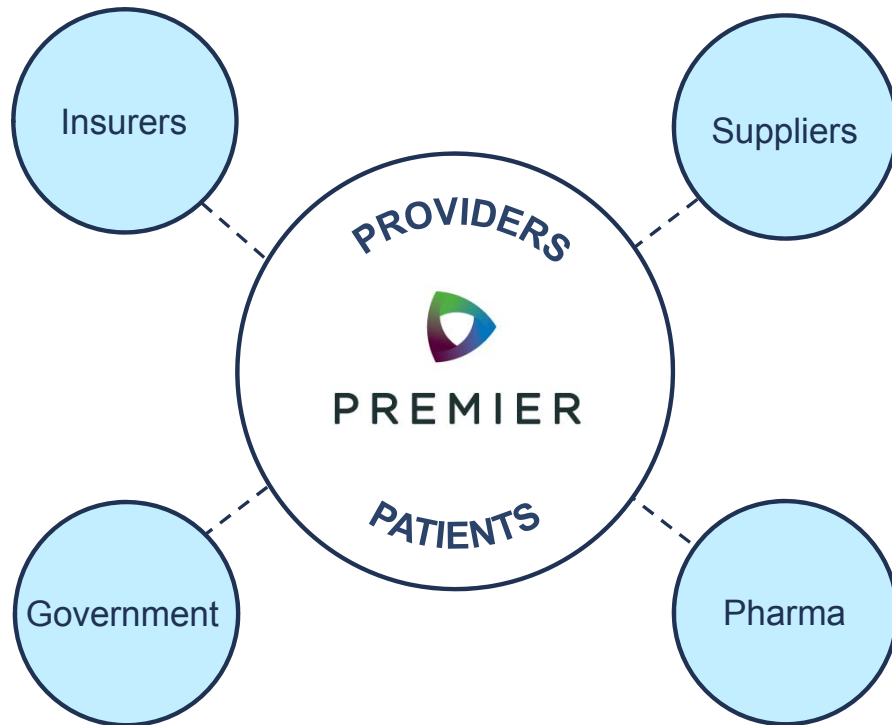 Insurers
Suppliers
PROVIDERS
PREMIER
PATIENTS
Government
Pharma